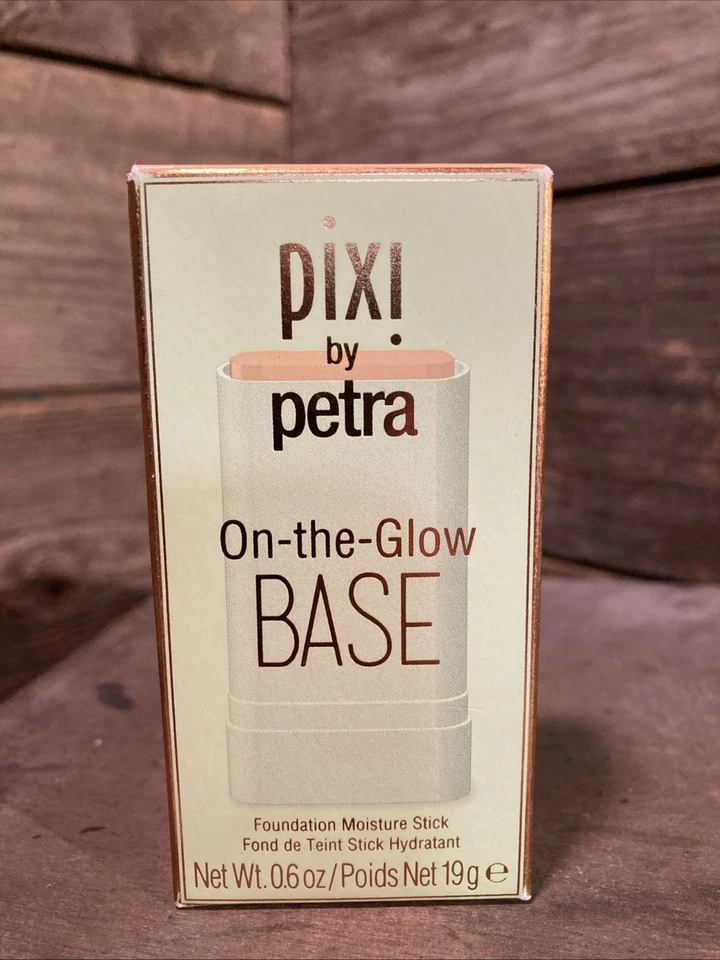 pixi
by
petra
On-the-Glow
BASE
Foundation Moisture Stick
Fond de Teint Stick Hydratant
Net Wt. 0.6 oz / Poids Net 19 g ℮